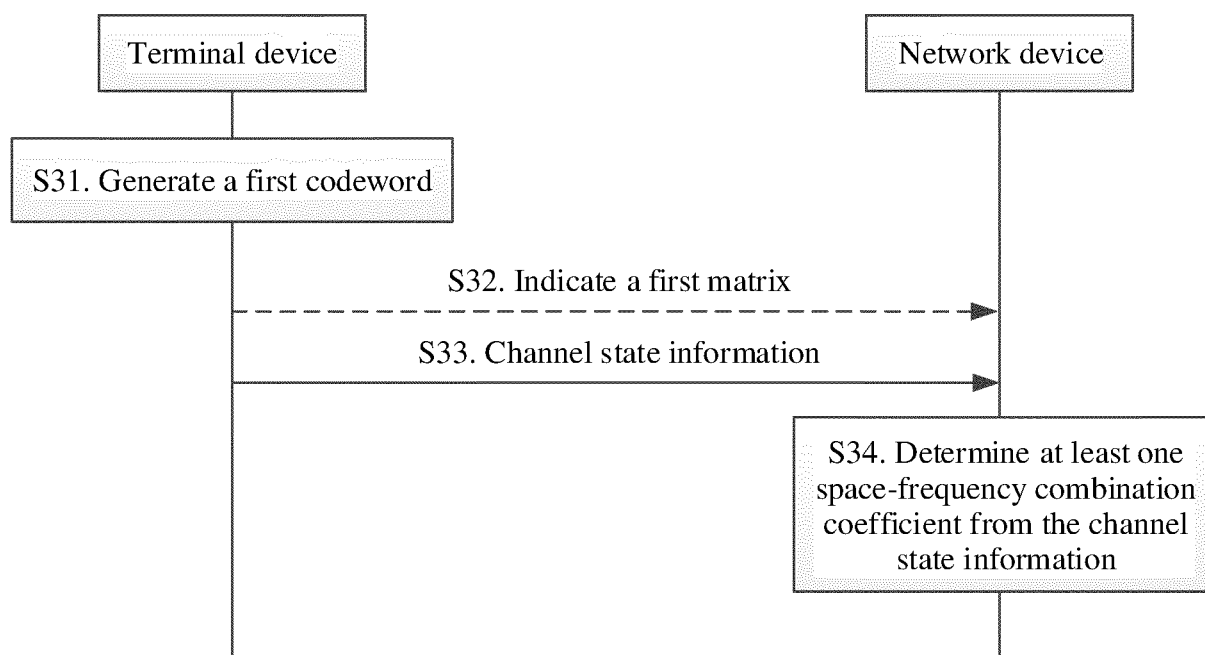 Terminal device
Network device
S31. Generate a first codeword
S32. Indicate a first matrix
S33. Channel state information
S34. Determine at least one
space-frequency combination
coefficient from the channel
state information